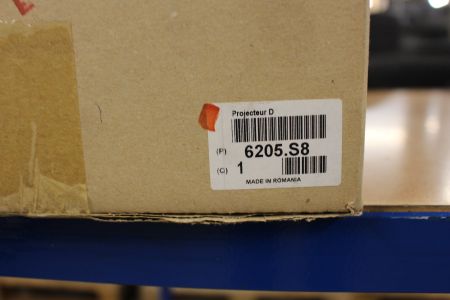 Projecteur D
(P) 6205.S8
(C) 1
MADE IN ROMANIA